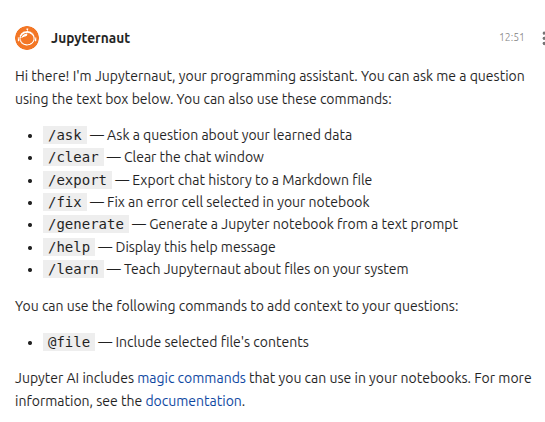 Jupyternaut
12:51
Hi there! I'm Jupyternaut, your programming assistant. You can ask me a question
using the text box below. You can also use these commands:
• /ask — Ask a question about your learned data
• /clear — Clear the chat window
• /export — Export chat history to a Markdown file
• /fix — Fix an error cell selected in your notebook
• /generate — Generate a Jupyter notebook from a text prompt
• /help — Display this help message
• /learn — Teach Jupyternaut about files on your system
You can use the following commands to add context to your questions:
• @file — Include selected file's contents
Jupyter AI includes magic commands that you can use in your notebooks. For more
information, see the documentation.